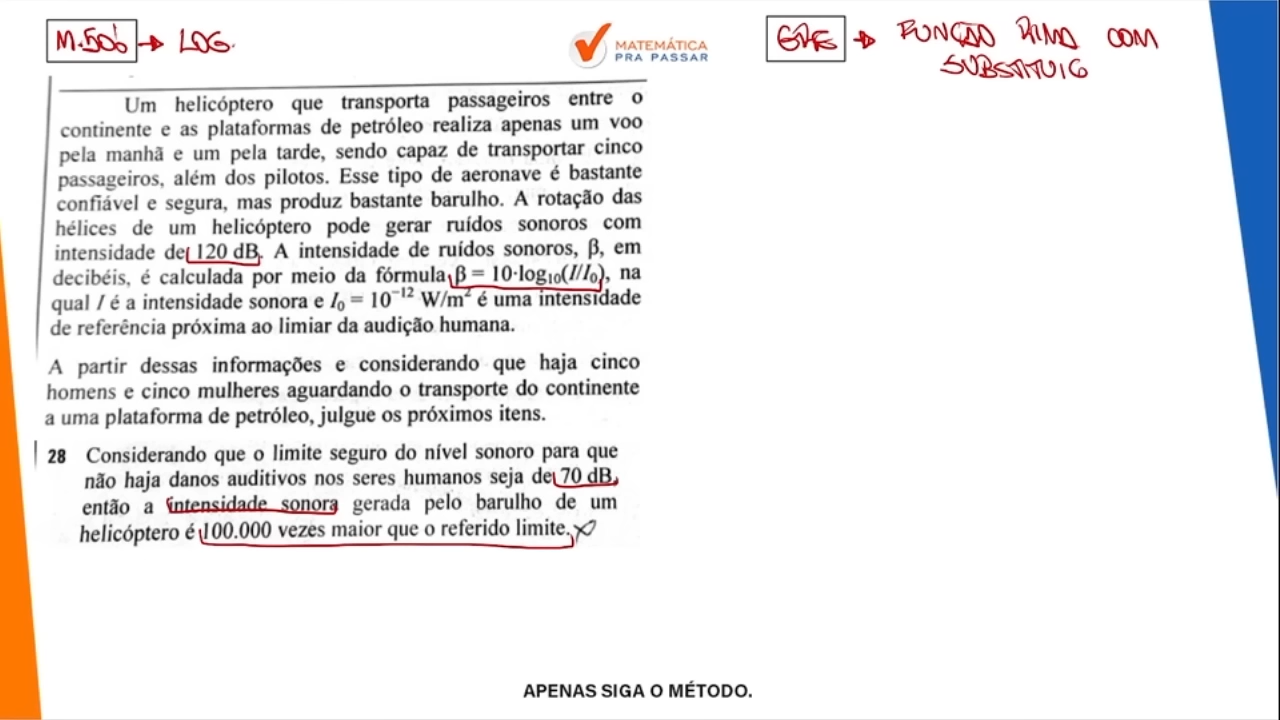 M.50's → LOG.
MATEMÁTICA
PRA PASSAR
→ FUNÇÃO COM
Um helicóptero que transporta passageiros entre o
continente e as plataformas de petróleo realiza apenas um voo
pela manhã e um pela tarde, sendo capaz de transportar cinco
passageiros, além dos pilotos. Esse tipo de aeronave é bastante
confiável e segura, mas produz bastante barulho. A rotação das
hélices de um helicóptero pode gerar ruídos sonoros com
intensidade de 120 dB. A intensidade de ruídos sonoros, β, em
decibéis, é calculada por meio da fórmula β = 10·log₁₀(I/I₀), na
qual I é a intensidade sonora e I₀ = 10⁻¹² W/m² é uma intensidade
de referência próxima ao limiar da audição humana.
A partir dessas informações e considerando que haja cinco
homens e cinco mulheres aguardando o transporte do continente
a uma plataforma de petróleo, julgue os próximos itens.
28 Considerando que o limite seguro do nível sonoro para que
não haja danos auditivos nos seres humanos seja de 70 dB,
então a intensidade sonora gerada pelo barulho de um
helicóptero é 100.000 vezes maior que o referido limite.
APENAS SIGA O MÉTODO.